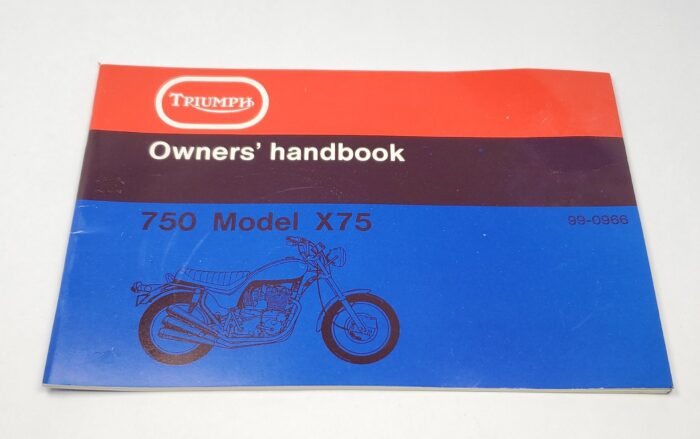 TRIUMPH
Owners' handbook
750 Model X75
99-0966